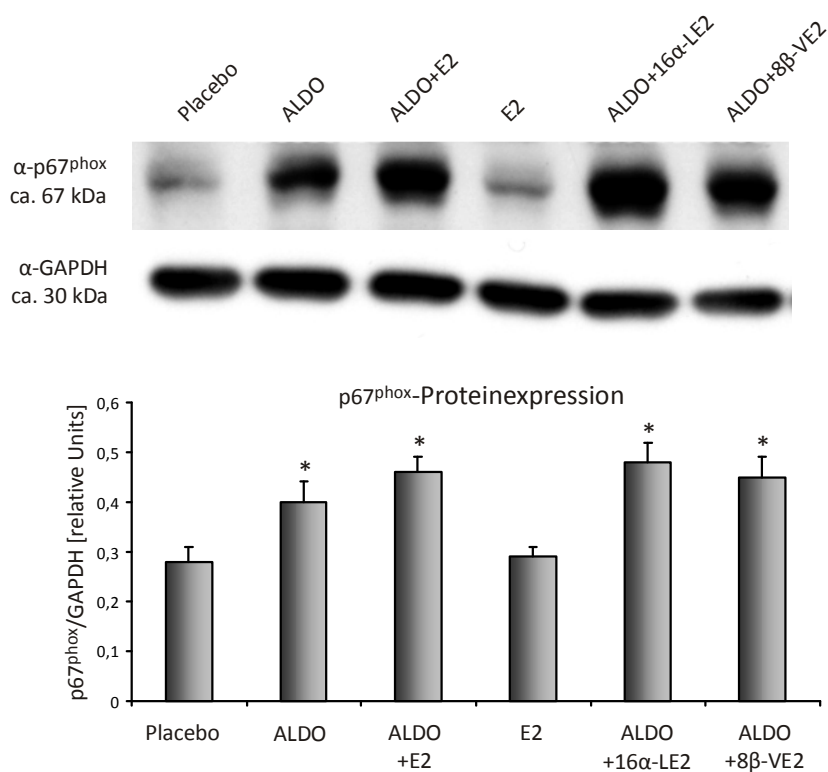 Placebo
ALDO
ALDO+E2
E2
ALDO+16α-LE2
ALDO+8β-VE2
α-p67phox
ca. 67 kDa
α-GAPDH
ca. 30 kDa
p67phox-Proteinexpression
p67phox/GAPDH [relative Units]
0,6
0,5
0,4
0,3
0,2
0,1
0
* * * *
Placebo
ALDO
ALDO
+E2
E2
ALDO
+16α-LE2
ALDO
+8β-VE2